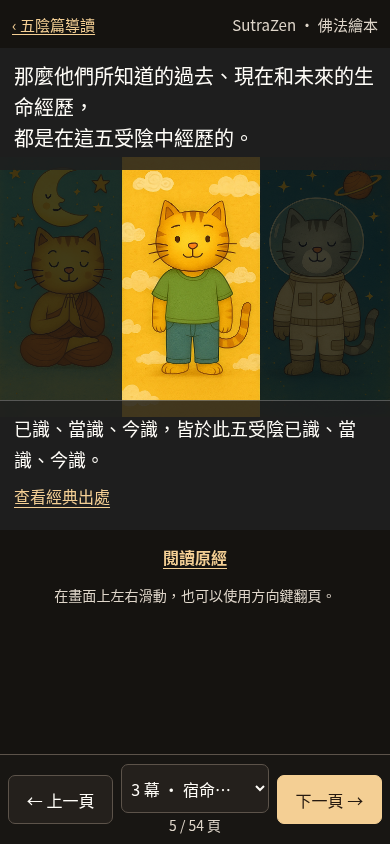 ‹ 五陰篇導讀
SutraZen · 佛法繪本
那麼他們所知道的過去、現在和未來的生
命經歷，
都是在這五受陰中經歷的。
已識、當識、今識，皆於此五受陰已識、當
識、今識。
查看經典出處
閱讀原經
在畫面上左右滑動，也可以使用方向鍵翻頁。
← 上一頁
3 幕 · 宿命…
下一頁 →
5 / 54 頁